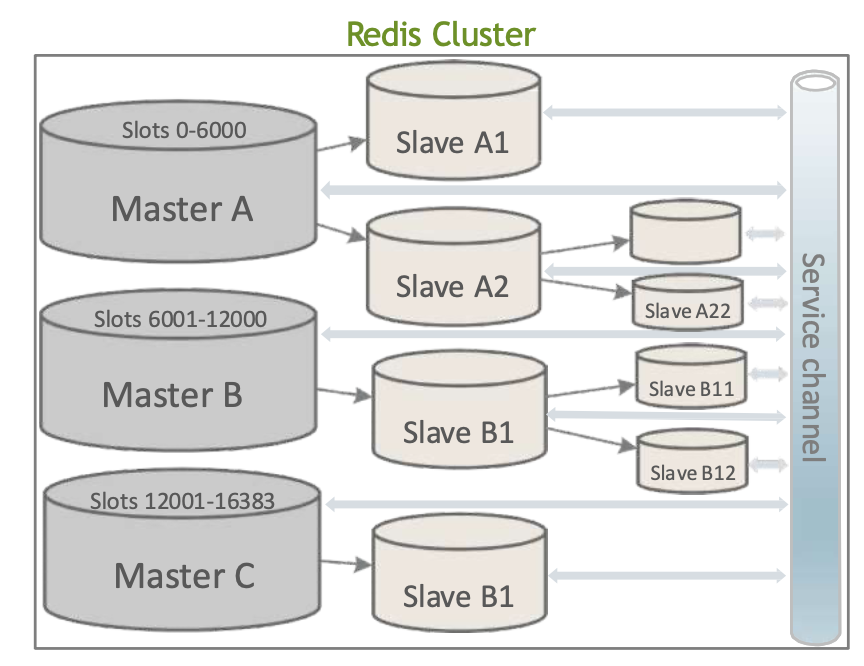 Redis Cluster
Slots 0-6000
Master A
Slave A1
Slave A2
Slave A22
Slots 6001-12000
Master B
Slave B1
Slave B11
Slave B12
Slots 12001-16383
Master C
Slave B1
Service channel